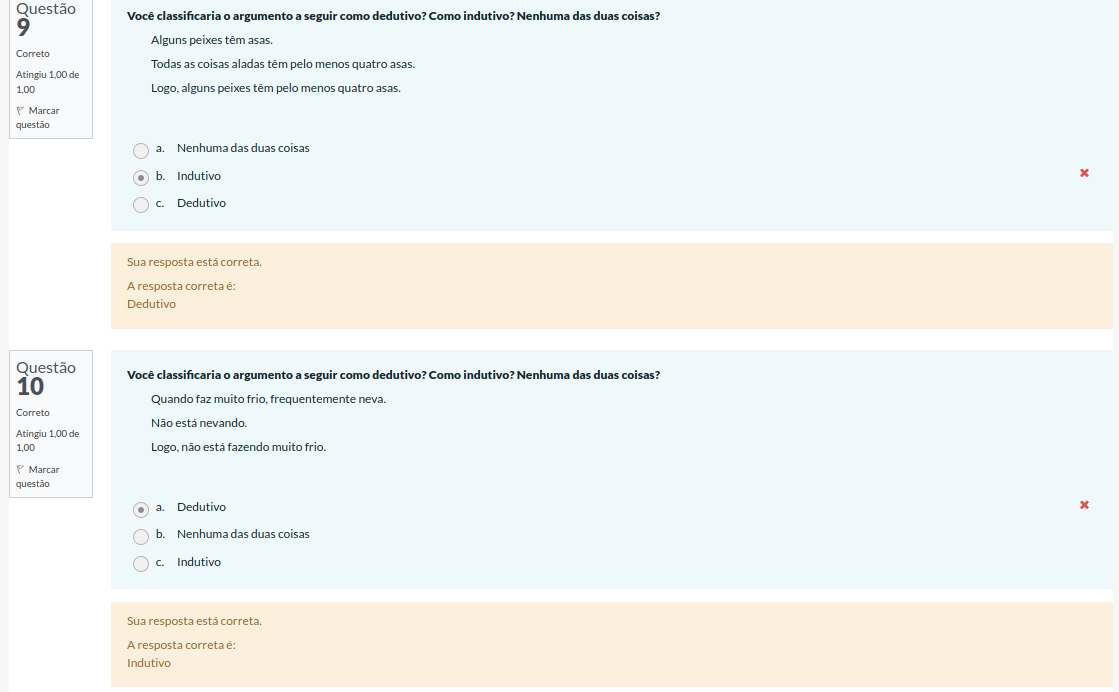 Questão
9
Correto
Atingiu 1,00 de
1,00
Marcar
questão
Você classificaria o argumento a seguir como dedutivo? Como indutivo? Nenhuma das duas coisas?
Alguns peixes têm asas.
Todas as coisas aladas têm pelo menos quatro asas.
Logo, alguns peixes têm pelo menos quatro asas.
a. Nenhuma das duas coisas
b. Indutivo
c. Dedutivo
Sua resposta está correta.
A resposta correta é:
Dedutivo
Questão
10
Correto
Atingiu 1,00 de
1,00
Marcar
questão
Você classificaria o argumento a seguir como dedutivo? Como indutivo? Nenhuma das duas coisas?
Quando faz muito frio, frequentemente neva.
Não está nevando.
Logo, não está fazendo muito frio.
a. Dedutivo
b. Nenhuma das duas coisas
c. Indutivo
Sua resposta está correta.
A resposta correta é:
Indutivo